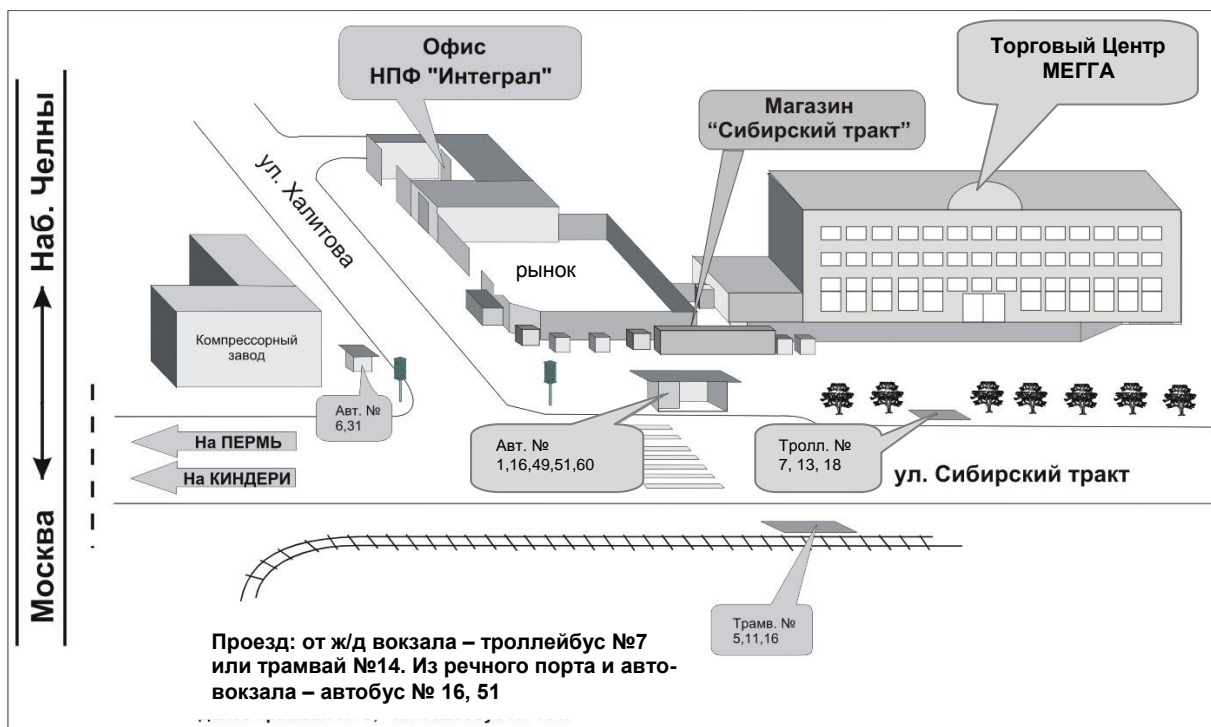 Офис
НПФ "Интеграл"
Торговый Центр
МЕГГА
Магазин
“Сибирский тракт”
Наб. Челны
Москва
ул. Халитова
рынок
Компрессорный
завод
Авт. №
6,31
На ПЕРМЬ
На КИНДЕРИ
Авт. №
1,16,49,51,60
Тролл. №
7, 13, 18
ул. Сибирский тракт
Трамв. №
5,11,16
Проезд: от ж/д вокзала – троллейбус №7
или трамвай №14. Из речного порта и авто-
вокзала – автобус № 16, 51